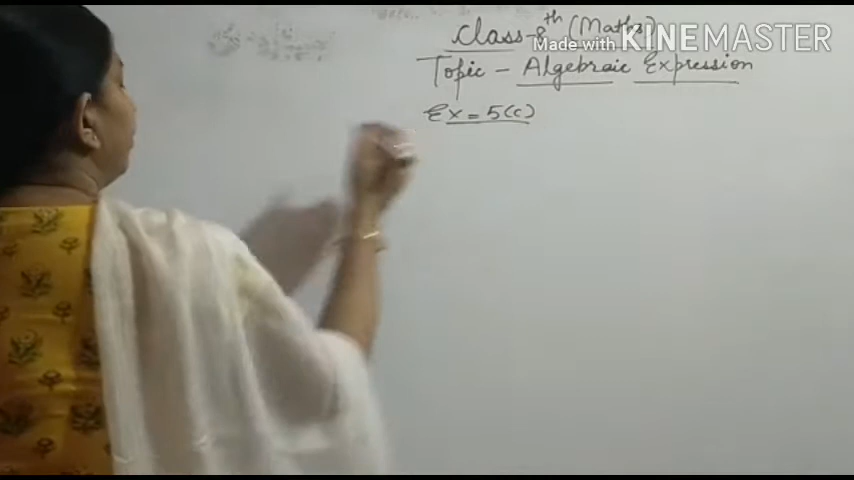 Class-8th (Maths)
Made with KINEMASTER
Topic - Algebraic Expression
Ex = 5(c)